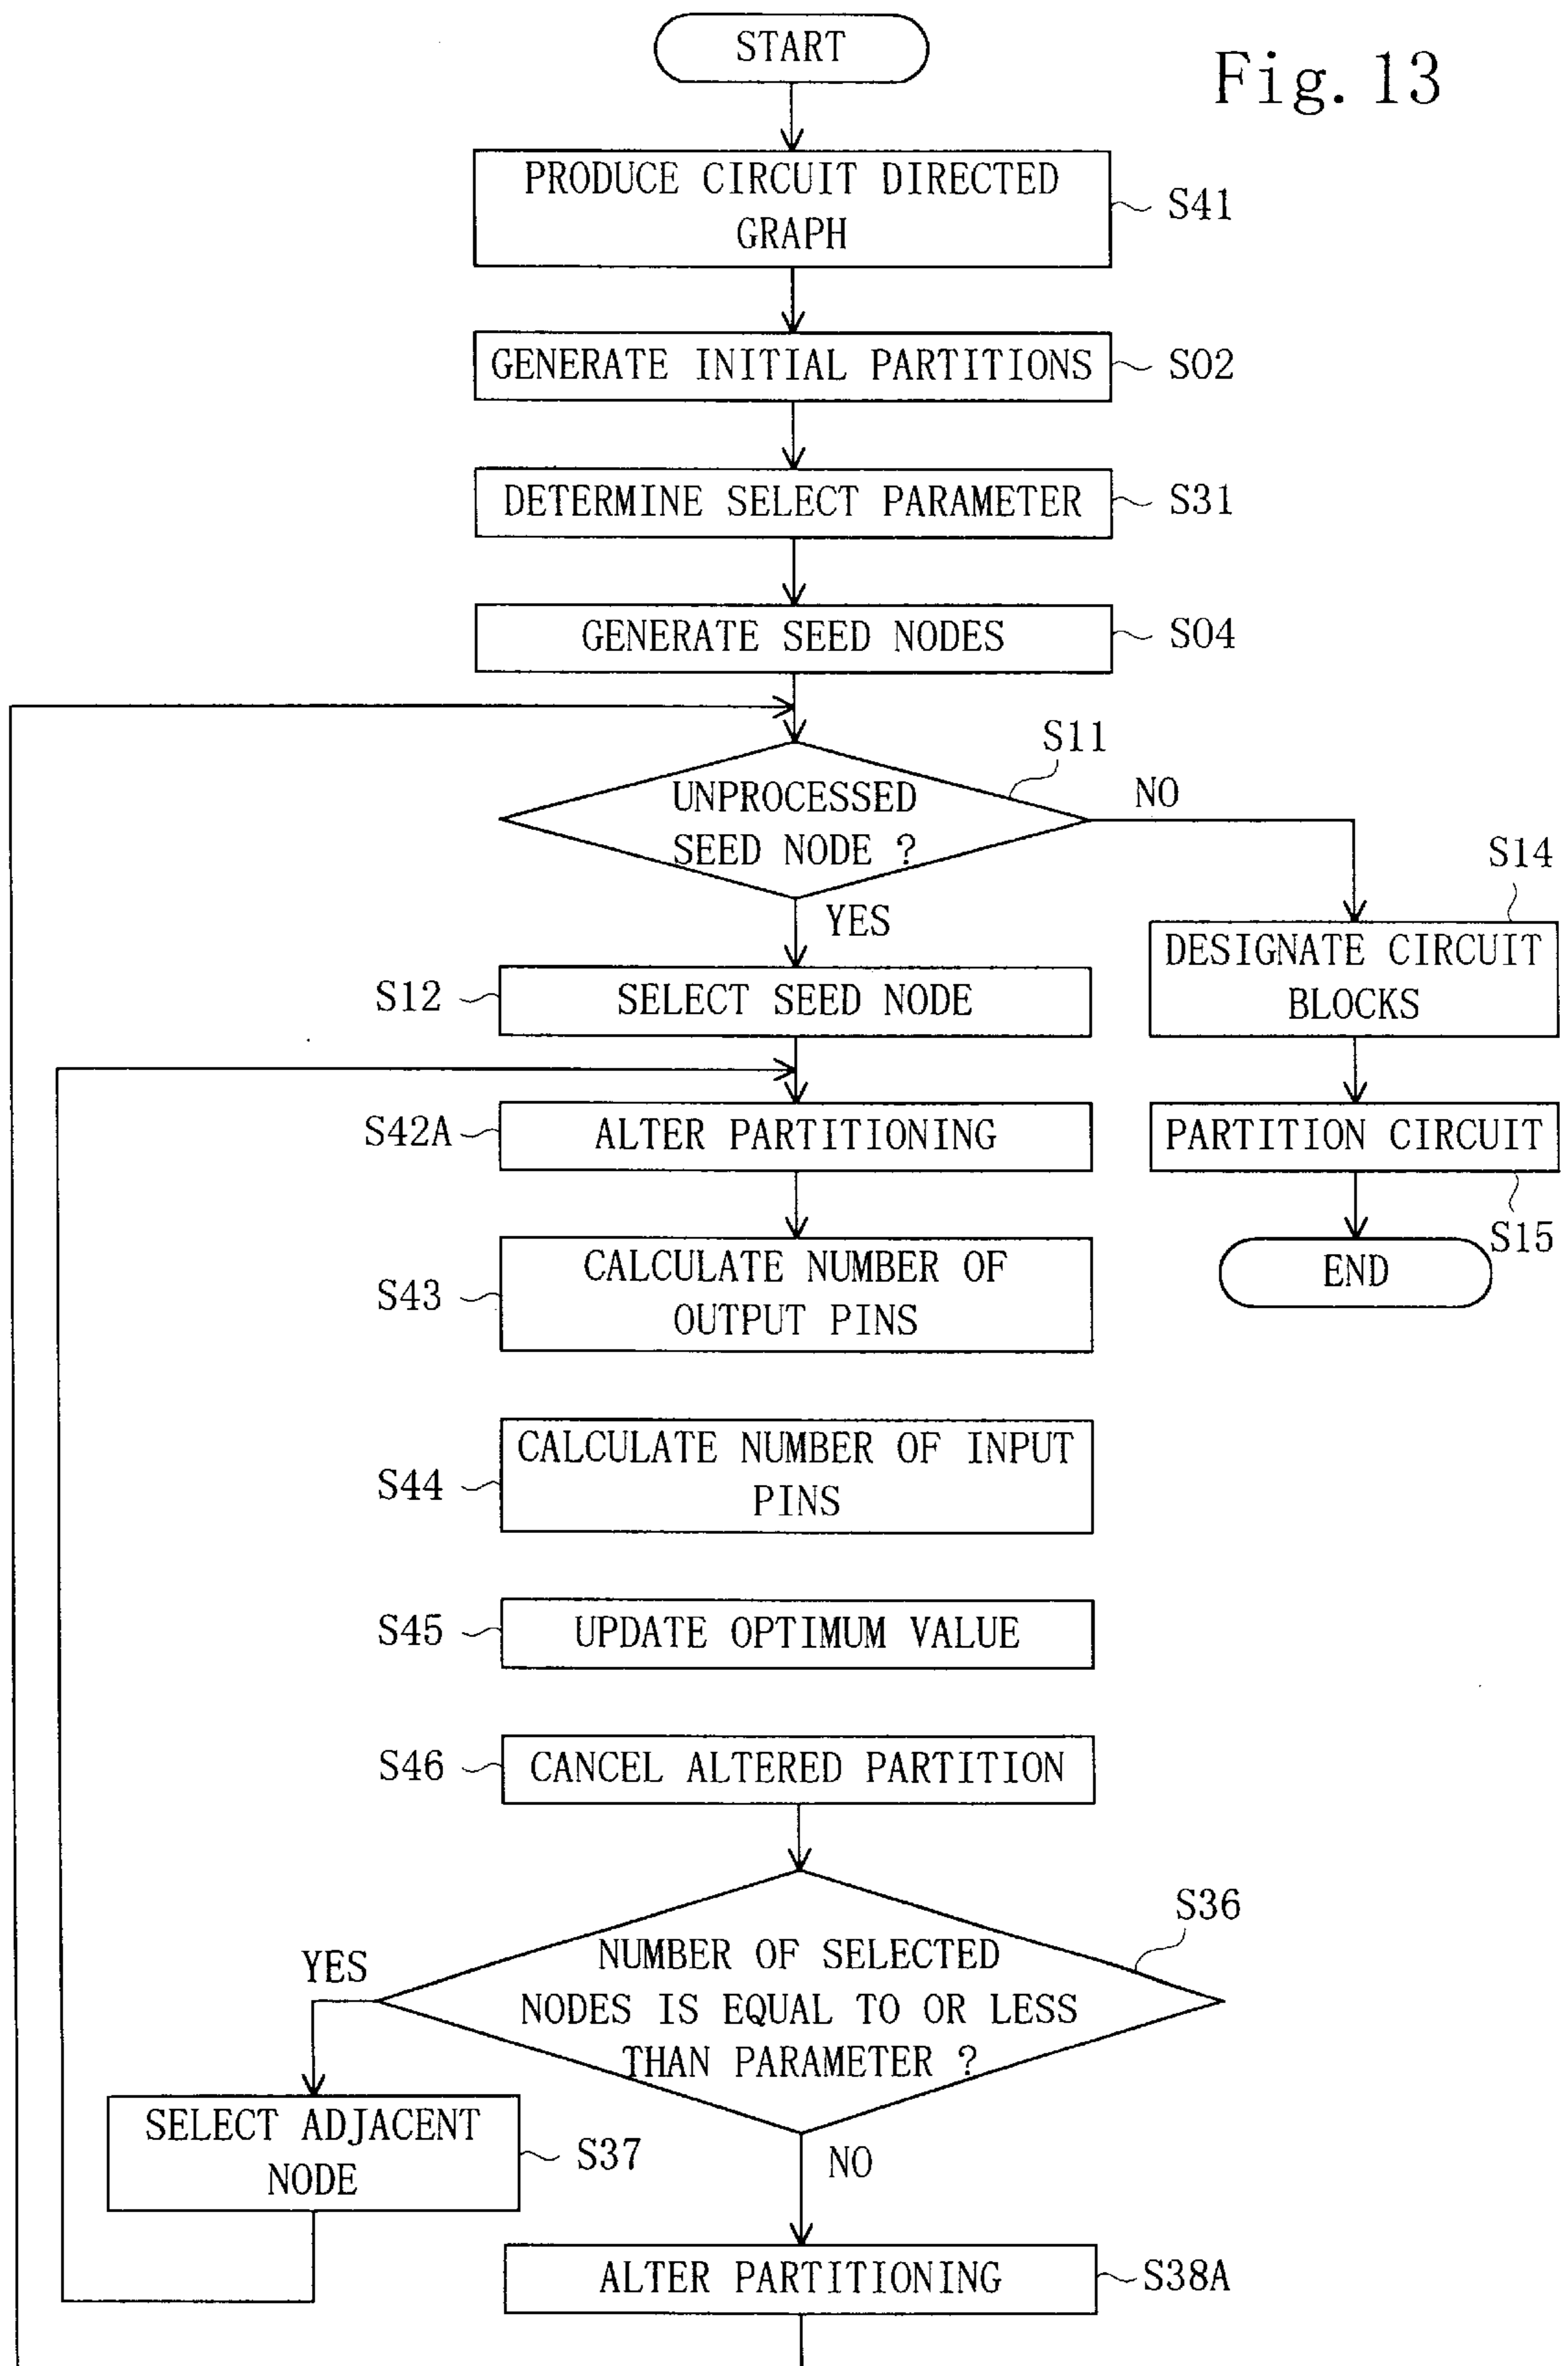 START
Fig. 13
PRODUCE CIRCUIT DIRECTED
GRAPH
S41
GENERATE INITIAL PARTITIONS
S02
DETERMINE SELECT PARAMETER
S31
GENERATE SEED NODES
S04
S11
UNPROCESSED
SEED NODE ?
NO
YES
S14
DESIGNATE CIRCUIT
BLOCKS
S12
SELECT SEED NODE
S42A
ALTER PARTITIONING
PARTITION CIRCUIT
S15
END
S43
CALCULATE NUMBER OF
OUTPUT PINS
S44
CALCULATE NUMBER OF INPUT
PINS
S45
UPDATE OPTIMUM VALUE
S46
CANCEL ALTERED PARTITION
S36
NUMBER OF SELECTED
NODES IS EQUAL TO OR LESS
THAN PARAMETER ?
YES
SELECT ADJACENT
NODE
S37
NO
ALTER PARTITIONING
S38A